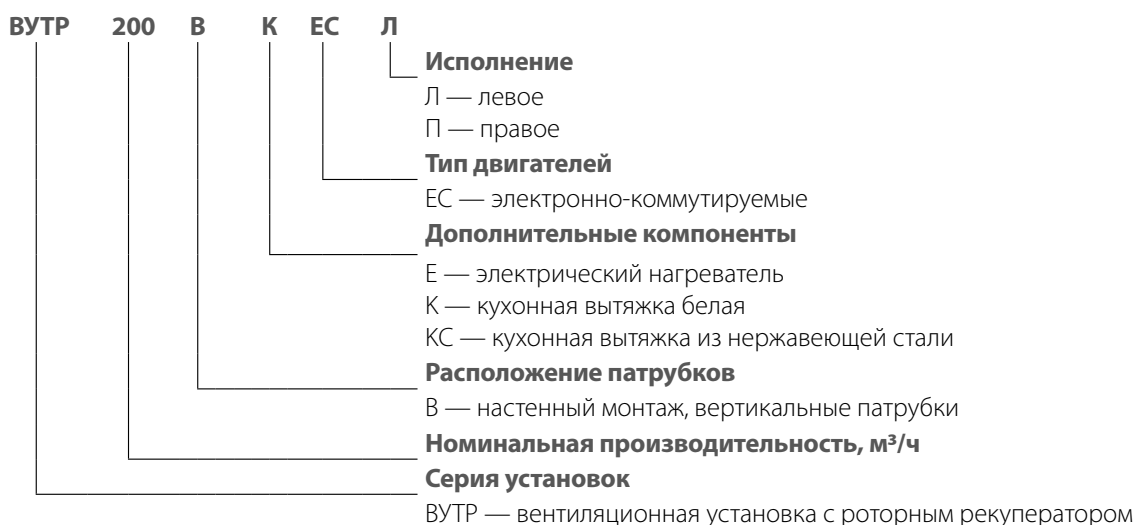 ВУТР 200 В К ЕС Л
Исполнение
Л — левое
П — правое
Тип двигателей
ЕС — электронно-коммутируемые
Дополнительные компоненты
Е — электрический нагреватель
К — кухонная вытяжка белая
КС — кухонная вытяжка из нержавеющей стали
Расположение патрубков
В — настенный монтаж, вертикальные патрубки
Номинальная производительность, м³/ч
Серия установок
ВУТР — вентиляционная установка с роторным рекуператором